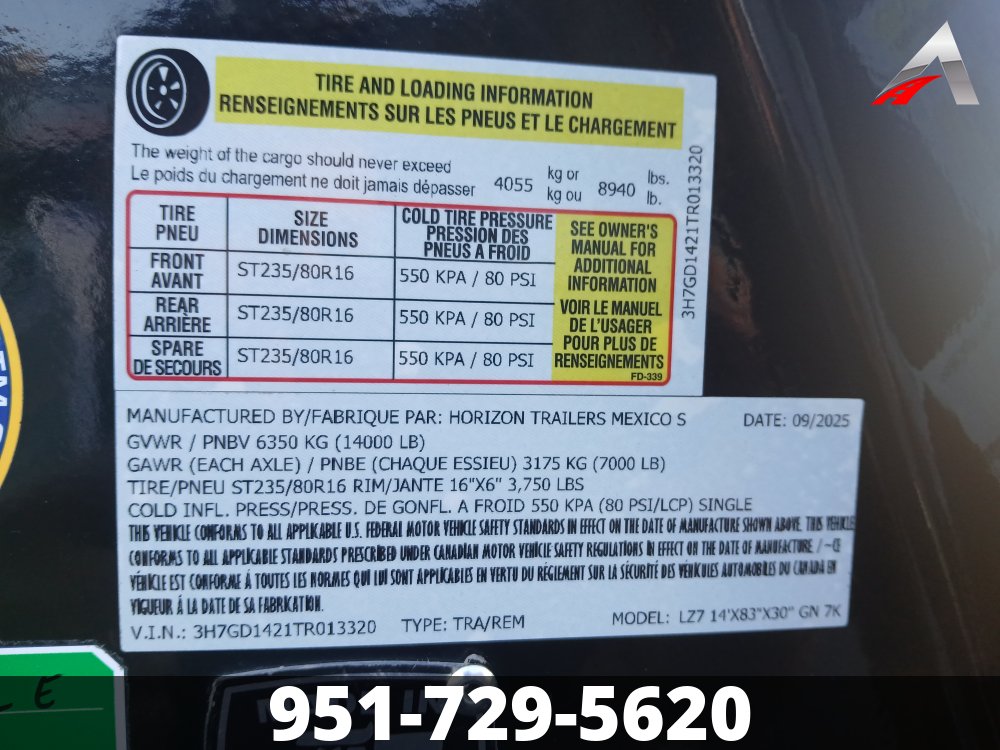 TIRE AND LOADING INFORMATION
RENSEIGNEMENTS SUR LES PNEUS ET LE CHARGEMENT
The weight of the cargo should never exceed 4055 kg or 8940 lbs.
Le poids du chargement ne doit jamais dépasser kg ou lb.
TIRE PNEU
SIZE DIMENSIONS
COLD TIRE PRESSURE PRESSION DES PNEUS A FROID
SEE OWNER'S MANUAL FOR ADDITIONAL INFORMATION
FRONT AVANT ST235/80R16 550 KPA / 80 PSI
REAR ARRIÈRE ST235/80R16 550 KPA / 80 PSI
SPARE DE SECOURS ST235/80R16 550 KPA / 80 PSI
VOIR LE MANUEL DE L'USAGER POUR PLUS DE RENSEIGNEMENTS
FD-339
3H7GD1421TR013320
MANUFACTURED BY/FABRIQUE PAR: HORIZON TRAILERS MEXICO S DATE: 09/2025
GVWR / PNBV 6350 KG (14000 LB)
GAWR (EACH AXLE) / PNBE (CHAQUE ESSIEU) 3175 KG (7000 LB)
TIRE/PNEU ST235/80R16 RIM/JANTE 16"X6" 3,750 LBS
COLD INFL. PRESS/PRESS. DE GONFL. A FROID 550 KPA (80 PSI/LCP) SINGLE
THIS VEHICLE CONFORMS TO ALL APPLICABLE U.S. FEDERAL MOTOR VEHICLE SAFETY STANDARDS IN EFFECT ON THE DATE OF MANUFACTURE SHOWN ABOVE. THIS VEHICLE
CONFORMS TO ALL APPLICABLE STANDARDS PRESCRIBED UNDER CANADIAN MOTOR VEHICLE SAFETY REGULATIONS IN EFFECT ON THE DATE OF MANUFACTURE / ~CE
VÉHICLE EST CONFORME Á TOUTES LES NORMES QUI LUI SONT APPLICABLES EN VERTU DU RÉGLEMENT SUR LA SÉCURITÉ DES VÉHICULES AUTOMOBILES DU CANADA EN
VIGUEUR Á LA DATE DE SA FABRICATION.
V.I.N.: 3H7GD1421TR013320 TYPE: TRA/REM MODEL: LZ7 14'X83"X30" GN 7K
951-729-5620